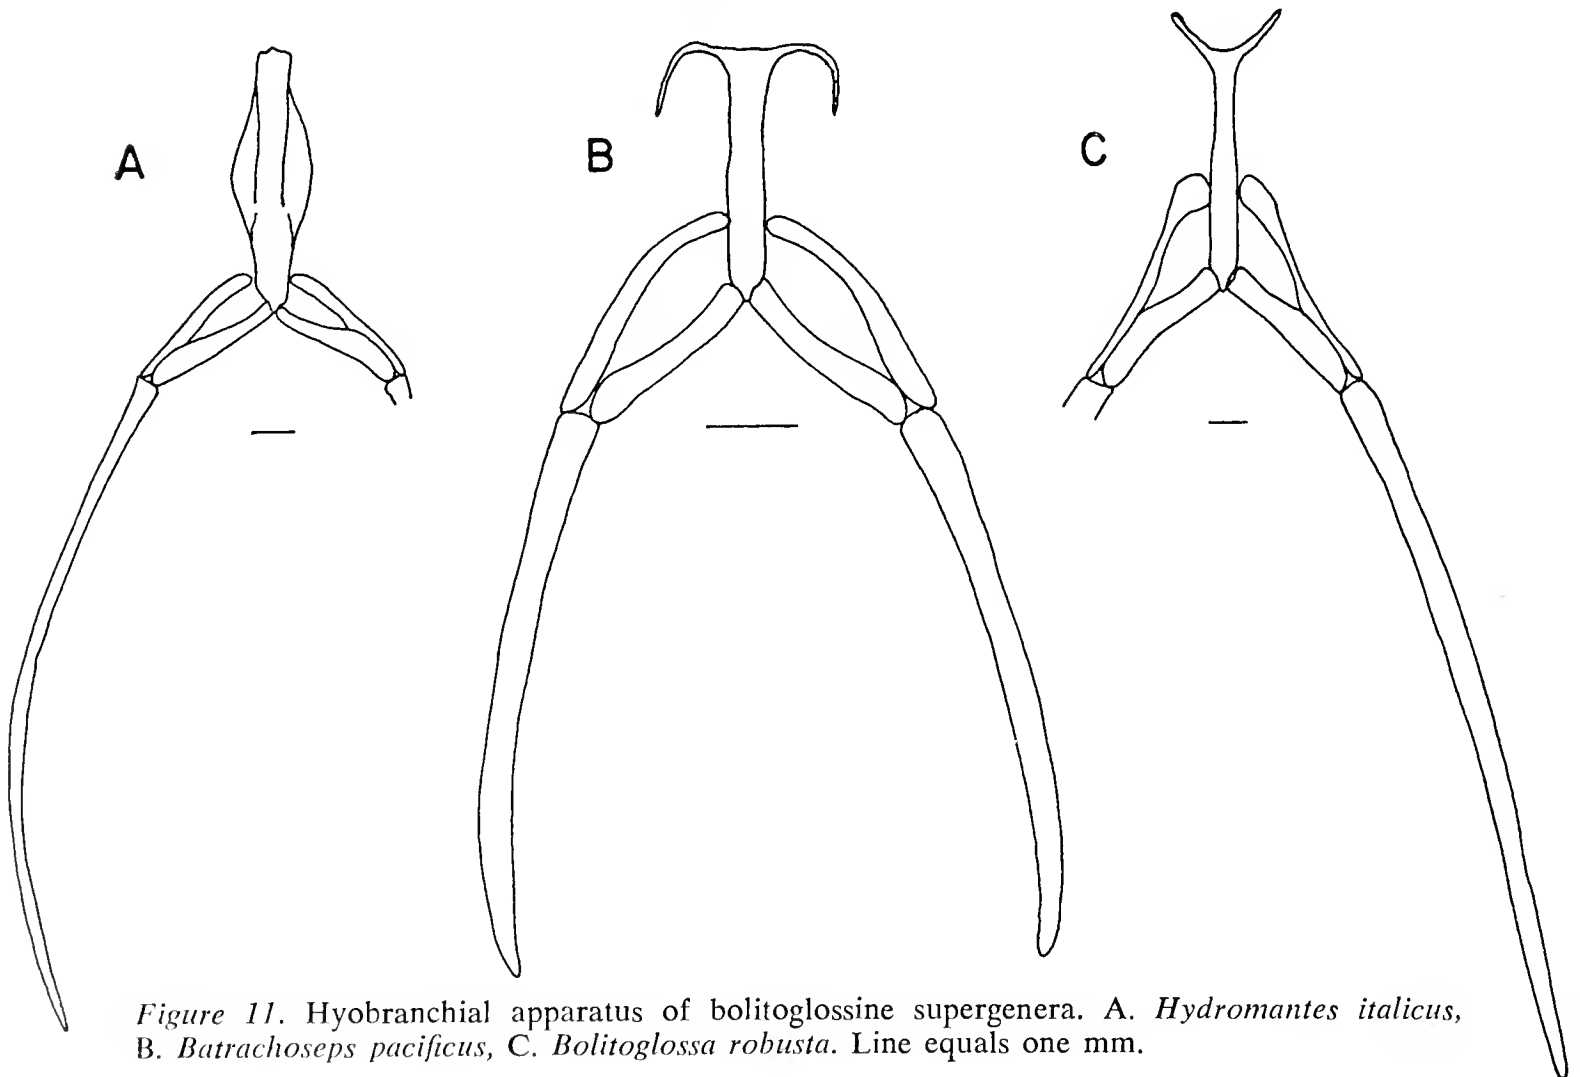 A
B
C
Figure 11. Hyobranchial apparatus of bolitoglossine supergenera. A. Hydromantes italicus,
B. Batrachoseps pacificus, C. Bolitoglossa robusta. Line equals one mm.